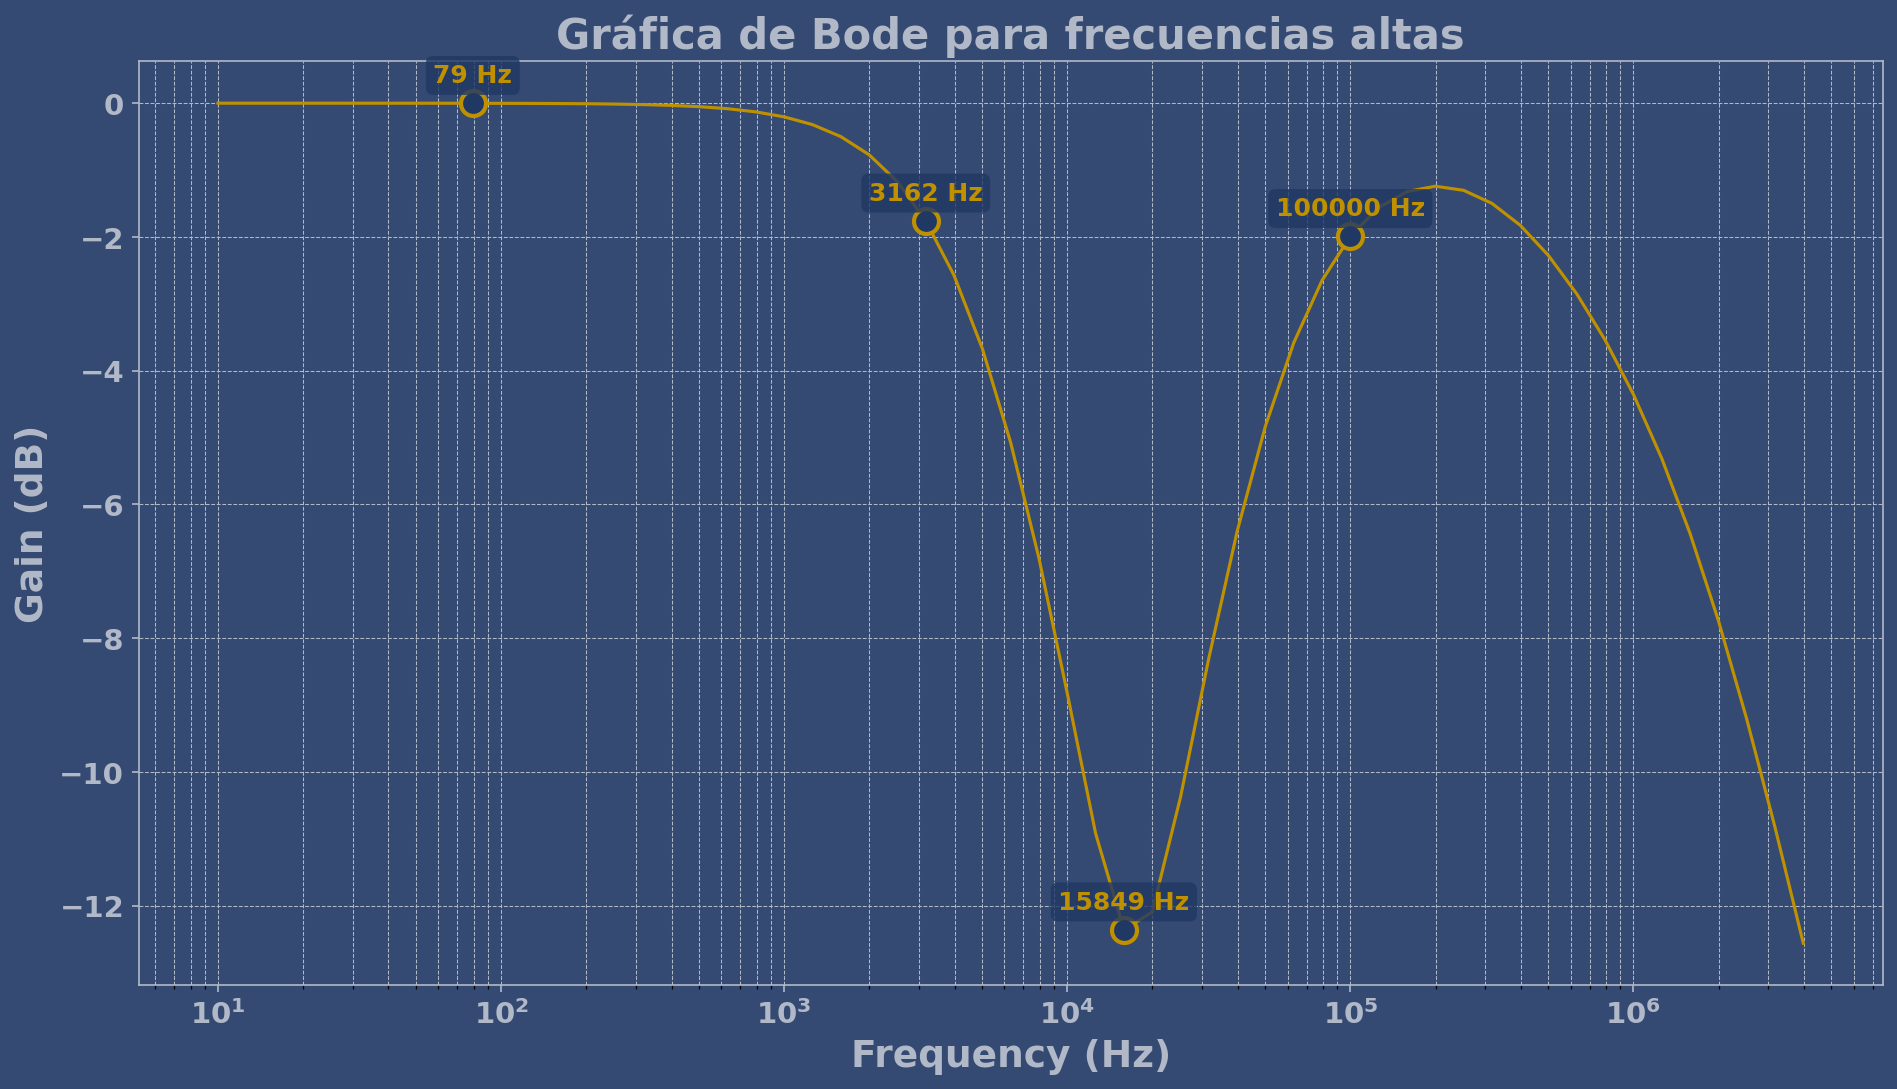 Gráfica de Bode para frecuencias altas
79 Hz
3162 Hz
100000 Hz
15849 Hz
0
−2
−4
−6
−8
−10
−12
Gain (dB)
10¹ 10² 10³ 10⁴ 10⁵ 10⁶
Frequency (Hz)